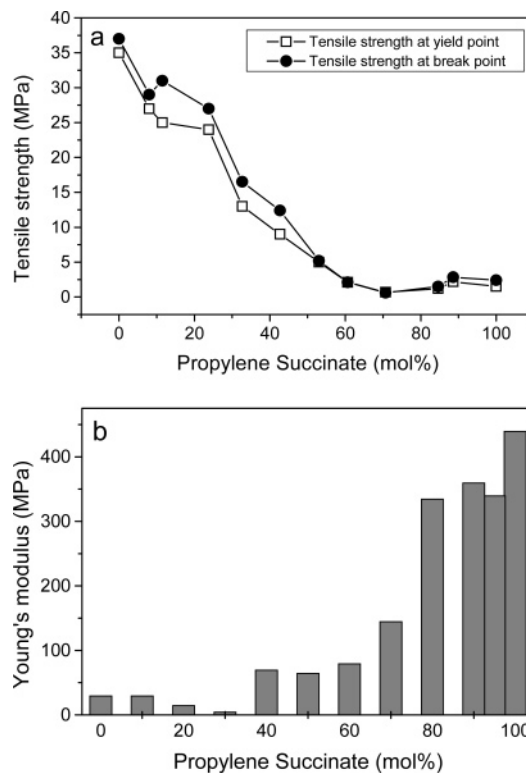 a
Tensile strength at yield point
Tensile strength at break point
40
35
30
25
20
15
10
5
0
Tensile strength (MPa)
0 20 40 60 80 100
Propylene Succinate (mol%)
b
400
300
100
0
Young's modulus (MPa)
0 20 40 60 80 100
Propylene Succinate (mol%)